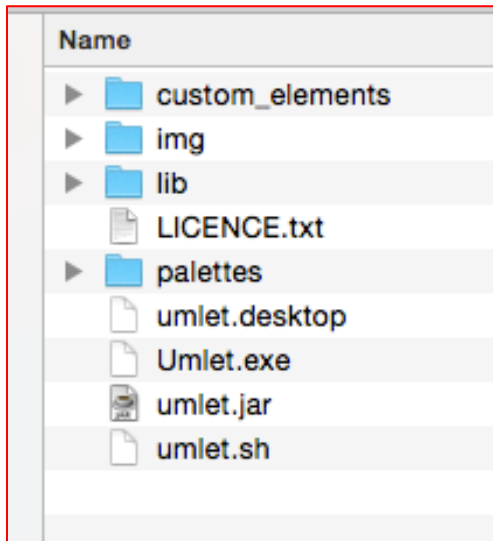 Name
custom_elements
img
lib
LICENCE.txt
palettes
umlet.desktop
Umlet.exe
umlet.jar
umlet.sh